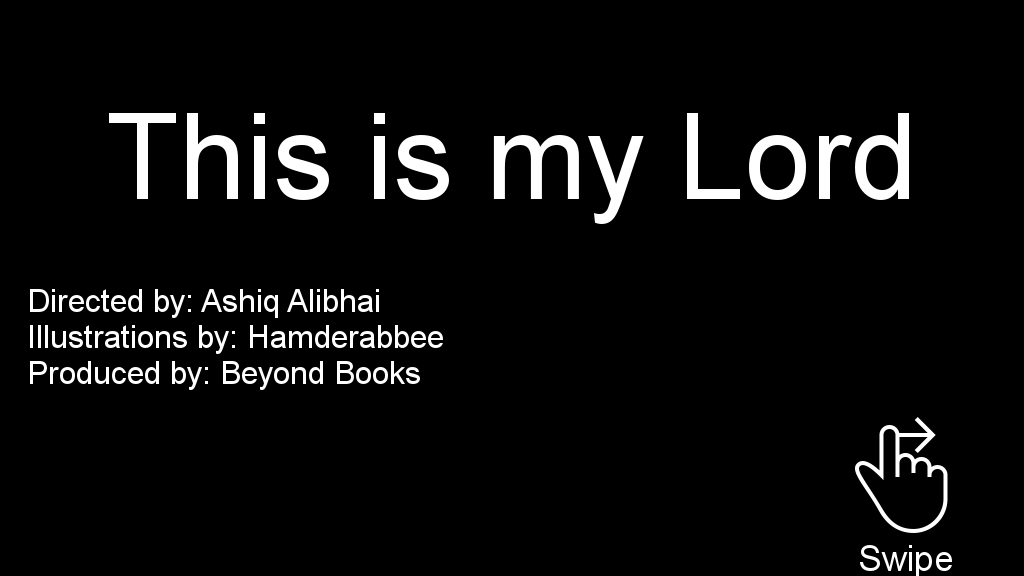 This is my Lord
Directed by: Ashiq Alibhai
Illustrations by: Hamderabbee
Produced by: Beyond Books
Swipe